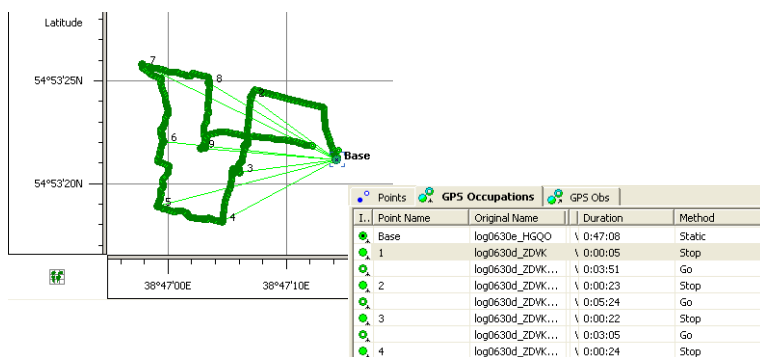 Latitude
54°53'25N
54°53'20N
7
8
2
6
9
Base
3
5
4
38°47'00E
38°47'10E
Points GPS Occupations GPS Obs
I.. Point Name Original Name Duration Method
Base log0630e_HGQO \ 0:47:08 Static
1 log0630d_ZDVK \ 0:00:05 Stop
log0630d_ZDVK... \ 0:03:51 Go
2 log0630d_ZDVK... \ 0:00:23 Stop
log0630d_ZDVK... \ 0:05:24 Go
3 log0630d_ZDVK... \ 0:00:22 Stop
log0630d_ZDVK... \ 0:03:05 Go
4 log0630d_ZDVK... \ 0:00:24 Stop